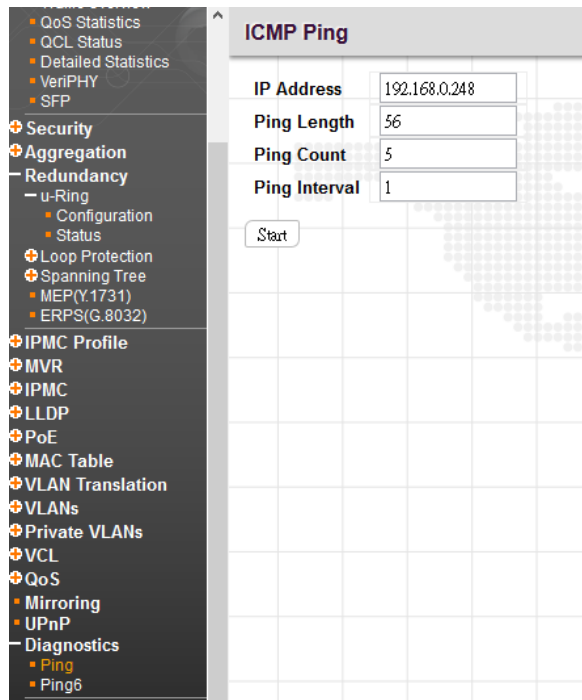 QoS Statistics
QCL Status
Detailed Statistics
VeriPHY
SFP
Security
Aggregation
Redundancy
u-Ring
Configuration
Status
Loop Protection
Spanning Tree
MEP(Y.1731)
ERPS(G.8032)
IPMC Profile
MVR
IPMC
LLDP
PoE
MAC Table
VLAN Translation
VLANs
Private VLANs
VCL
QoS
Mirroring
UPnP
Diagnostics
Ping
Ping6
ICMP Ping
IP Address 192.168.0.248
Ping Length 56
Ping Count 5
Ping Interval 1
Start